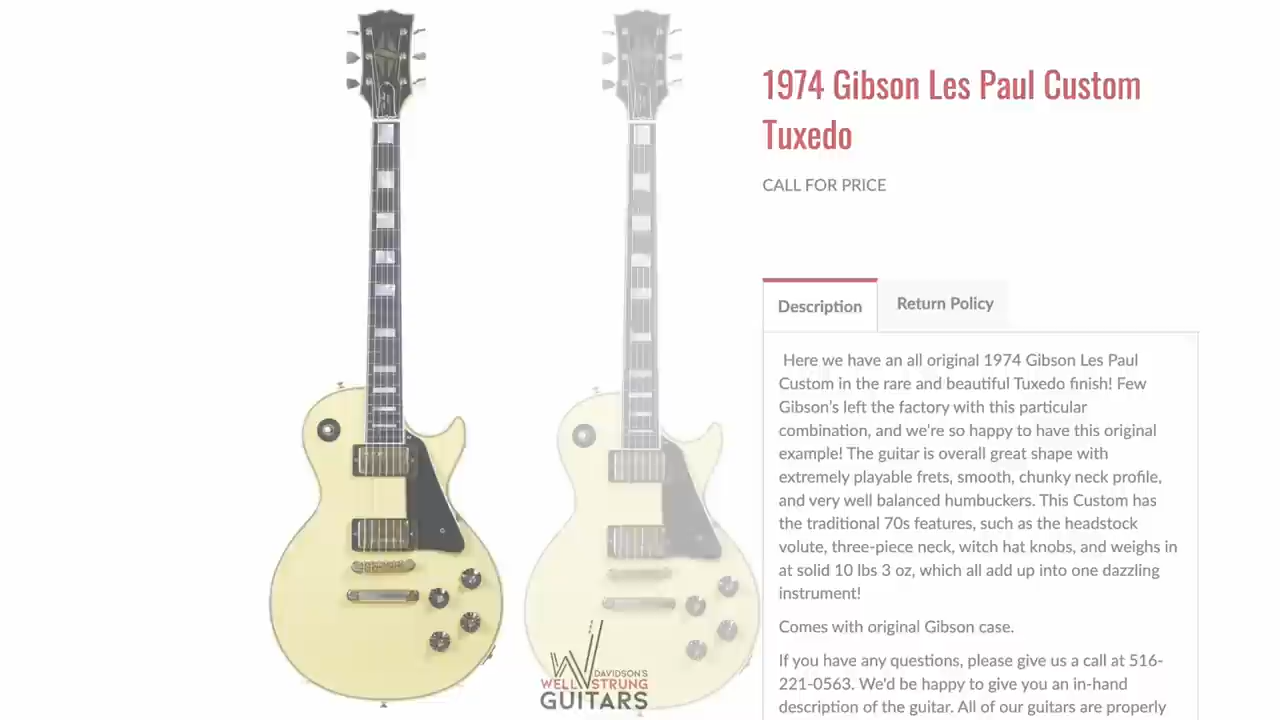 1974 Gibson Les Paul Custom
Tuxedo
CALL FOR PRICE
Description
Return Policy
Here we have an all original 1974 Gibson Les Paul
Custom in the rare and beautiful Tuxedo finish! Few
Gibson's left the factory with this particular
combination, and we're so happy to have this original
example! The guitar is overall great shape with
extremely playable frets, smooth, chunky neck profile,
and very well balanced humbuckers. This Custom has
the traditional 70s features, such as the headstock
volute, three-piece neck, witch hat knobs, and weighs in
at solid 10 lbs 3 oz, which all add up into one dazzling
instrument!
Comes with original Gibson case.
If you have any questions, please give us a call at 516-
221-0563. We'd be happy to give you an in-hand
description of the guitar. All of our guitars are properly
DAVIDSON'S
WELL STRUNG
GUITARS